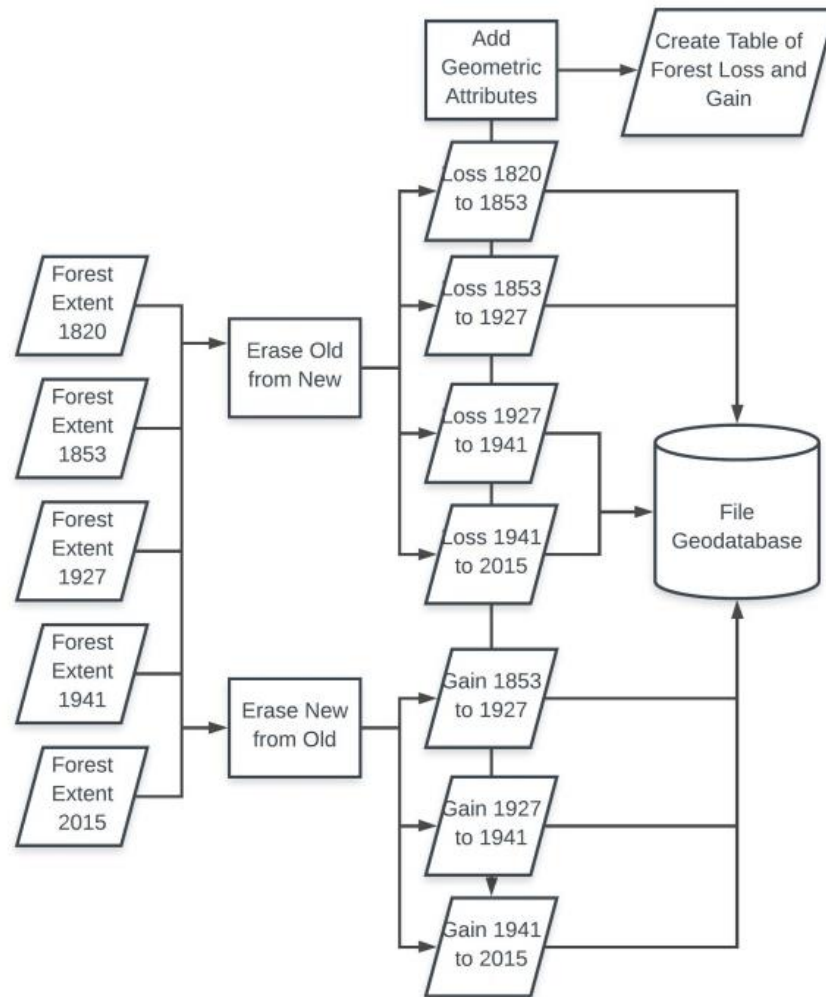 Add
Geometric
Attributes
Create Table of
Forest Loss and
Gain
Loss 1820
to 1853
Loss 1853
to 1927
Loss 1927
to 1941
Loss 1941
to 2015
Gain 1853
to 1927
Gain 1927
to 1941
Gain 1941
to 2015
Forest
Extent
1820
Forest
Extent
1853
Forest
Extent
1927
Forest
Extent
1941
Forest
Extent
2015
Erase Old
from New
Erase New
from Old
File
Geodatabase